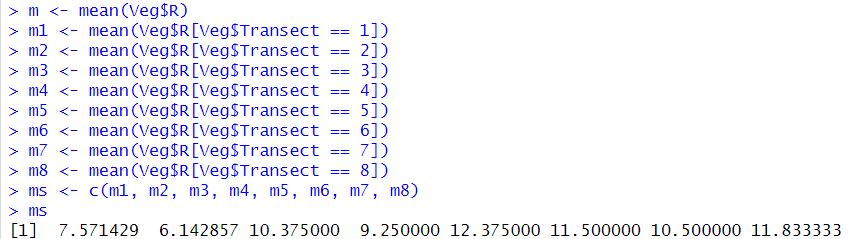 > m <- mean(Veg$R)
> m1 <- mean(Veg$R[Veg$Transect == 1])
> m2 <- mean(Veg$R[Veg$Transect == 2])
> m3 <- mean(Veg$R[Veg$Transect == 3])
> m4 <- mean(Veg$R[Veg$Transect == 4])
> m5 <- mean(Veg$R[Veg$Transect == 5])
> m6 <- mean(Veg$R[Veg$Transect == 6])
> m7 <- mean(Veg$R[Veg$Transect == 7])
> m8 <- mean(Veg$R[Veg$Transect == 8])
> ms <- c(m1, m2, m3, m4, m5, m6, m7, m8)
> ms
[1]  7.571429  6.142857 10.375000  9.250000 12.375000 11.500000 10.500000 11.833333